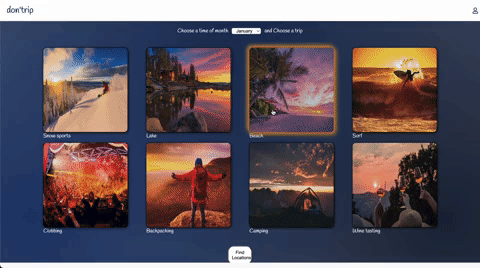 don'trip
Choose a time of month January and Choose a trip
Snow sports Lake Beach Surf
Clubbing Backpacking Camping Wine tasting
Find
Locations